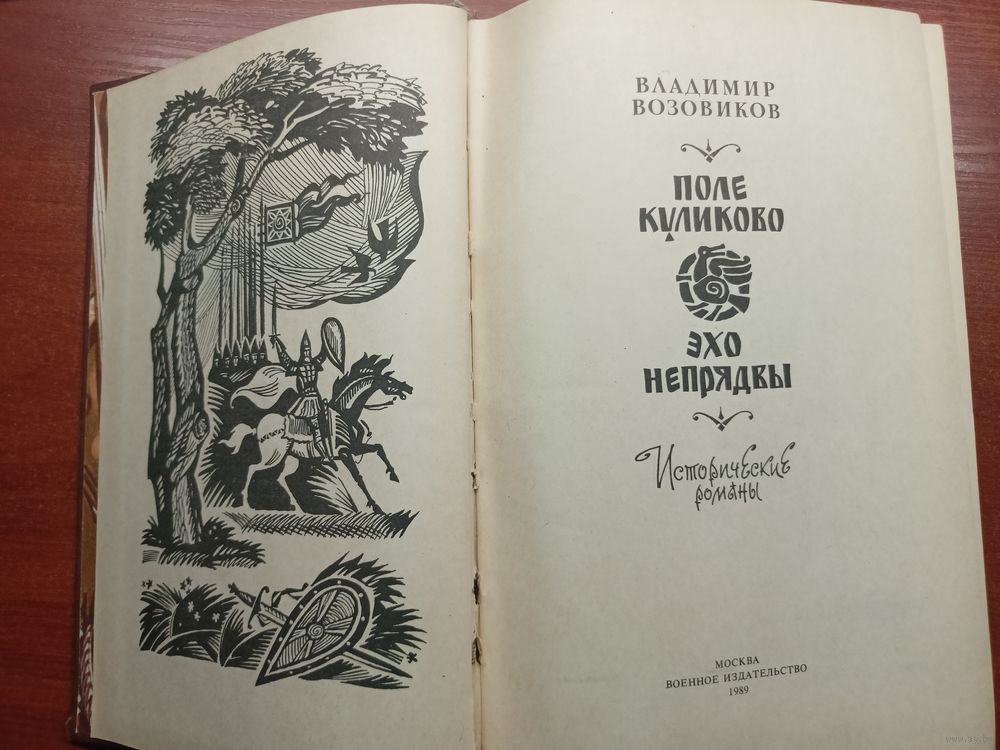 ВЛАДИМИР
ВОЗОВИКОВ
ПОЛЕ
КУЛИКОВО
ЭХО
НЕПРЯДВЫ
Исторические
романы
МОСКВА
ВОЕННОЕ ИЗДАТЕЛЬСТВО
1989